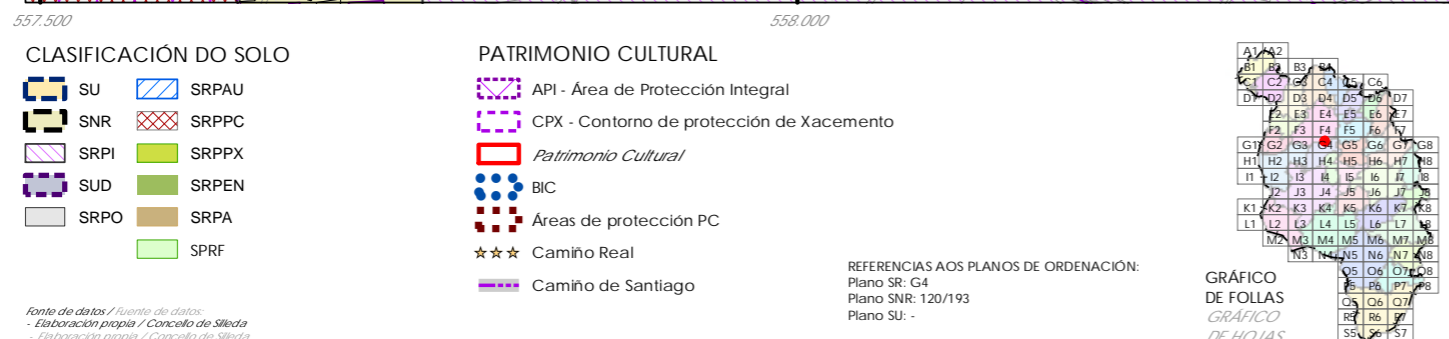 557.500
558.000
CLASIFICACIÓN DO SOLO
SU
SRPAU
SNR
SRPPC
SRPI
SRPPX
SUD
SRPEN
SRPO
SRPA
SPRF
PATRIMONIO CULTURAL
API - Área de Protección Integral
CPX - Contorno de protección de Xacemento
Patrimonio Cultural
BIC
Áreas de protección PC
Camiño Real
Camiño de Santiago
Fonte de datos / Fuente de datos:
- Elaboración propia / Concello de Silleda
- Elaboración propia / Concello de Silleda
REFERENCIAS AOS PLANOS DE ORDENACIÓN:
Plano SR: G4
Plano SNR: 120/193
Plano SU: -
GRÁFICO
DE FOLLAS
GRÁFICO
DE HOJAS
A1 A2
B1 B2 B3 B4
C1 C2 C3 C4 C5 C6
D1 D2 D3 D4 D5 D6 D7
E2 E3 E4 E5 E6 E7
F2 F3 F4 F5 F6 F7
G1 G2 G3 G4 G5 G6 G7 G8
H1 H2 H3 H4 H5 H6 H7 H8
I1 I2 I3 I4 I5 I6 I7 I8
J2 J3 J4 J5 J6 J7 J8
K1 K2 K3 K4 K5 K6 K7 K8
L1 L2 L3 L4 L5 L6 L7 L8
M2 M3 M4 M5 M6 M7 M8
N3 N4 N5 N6 N7 N8
O5 O6 O7 O8
P5 P6 P7 P8
Q5 Q6 Q7
R5 R6 R7
S5 S6 S7